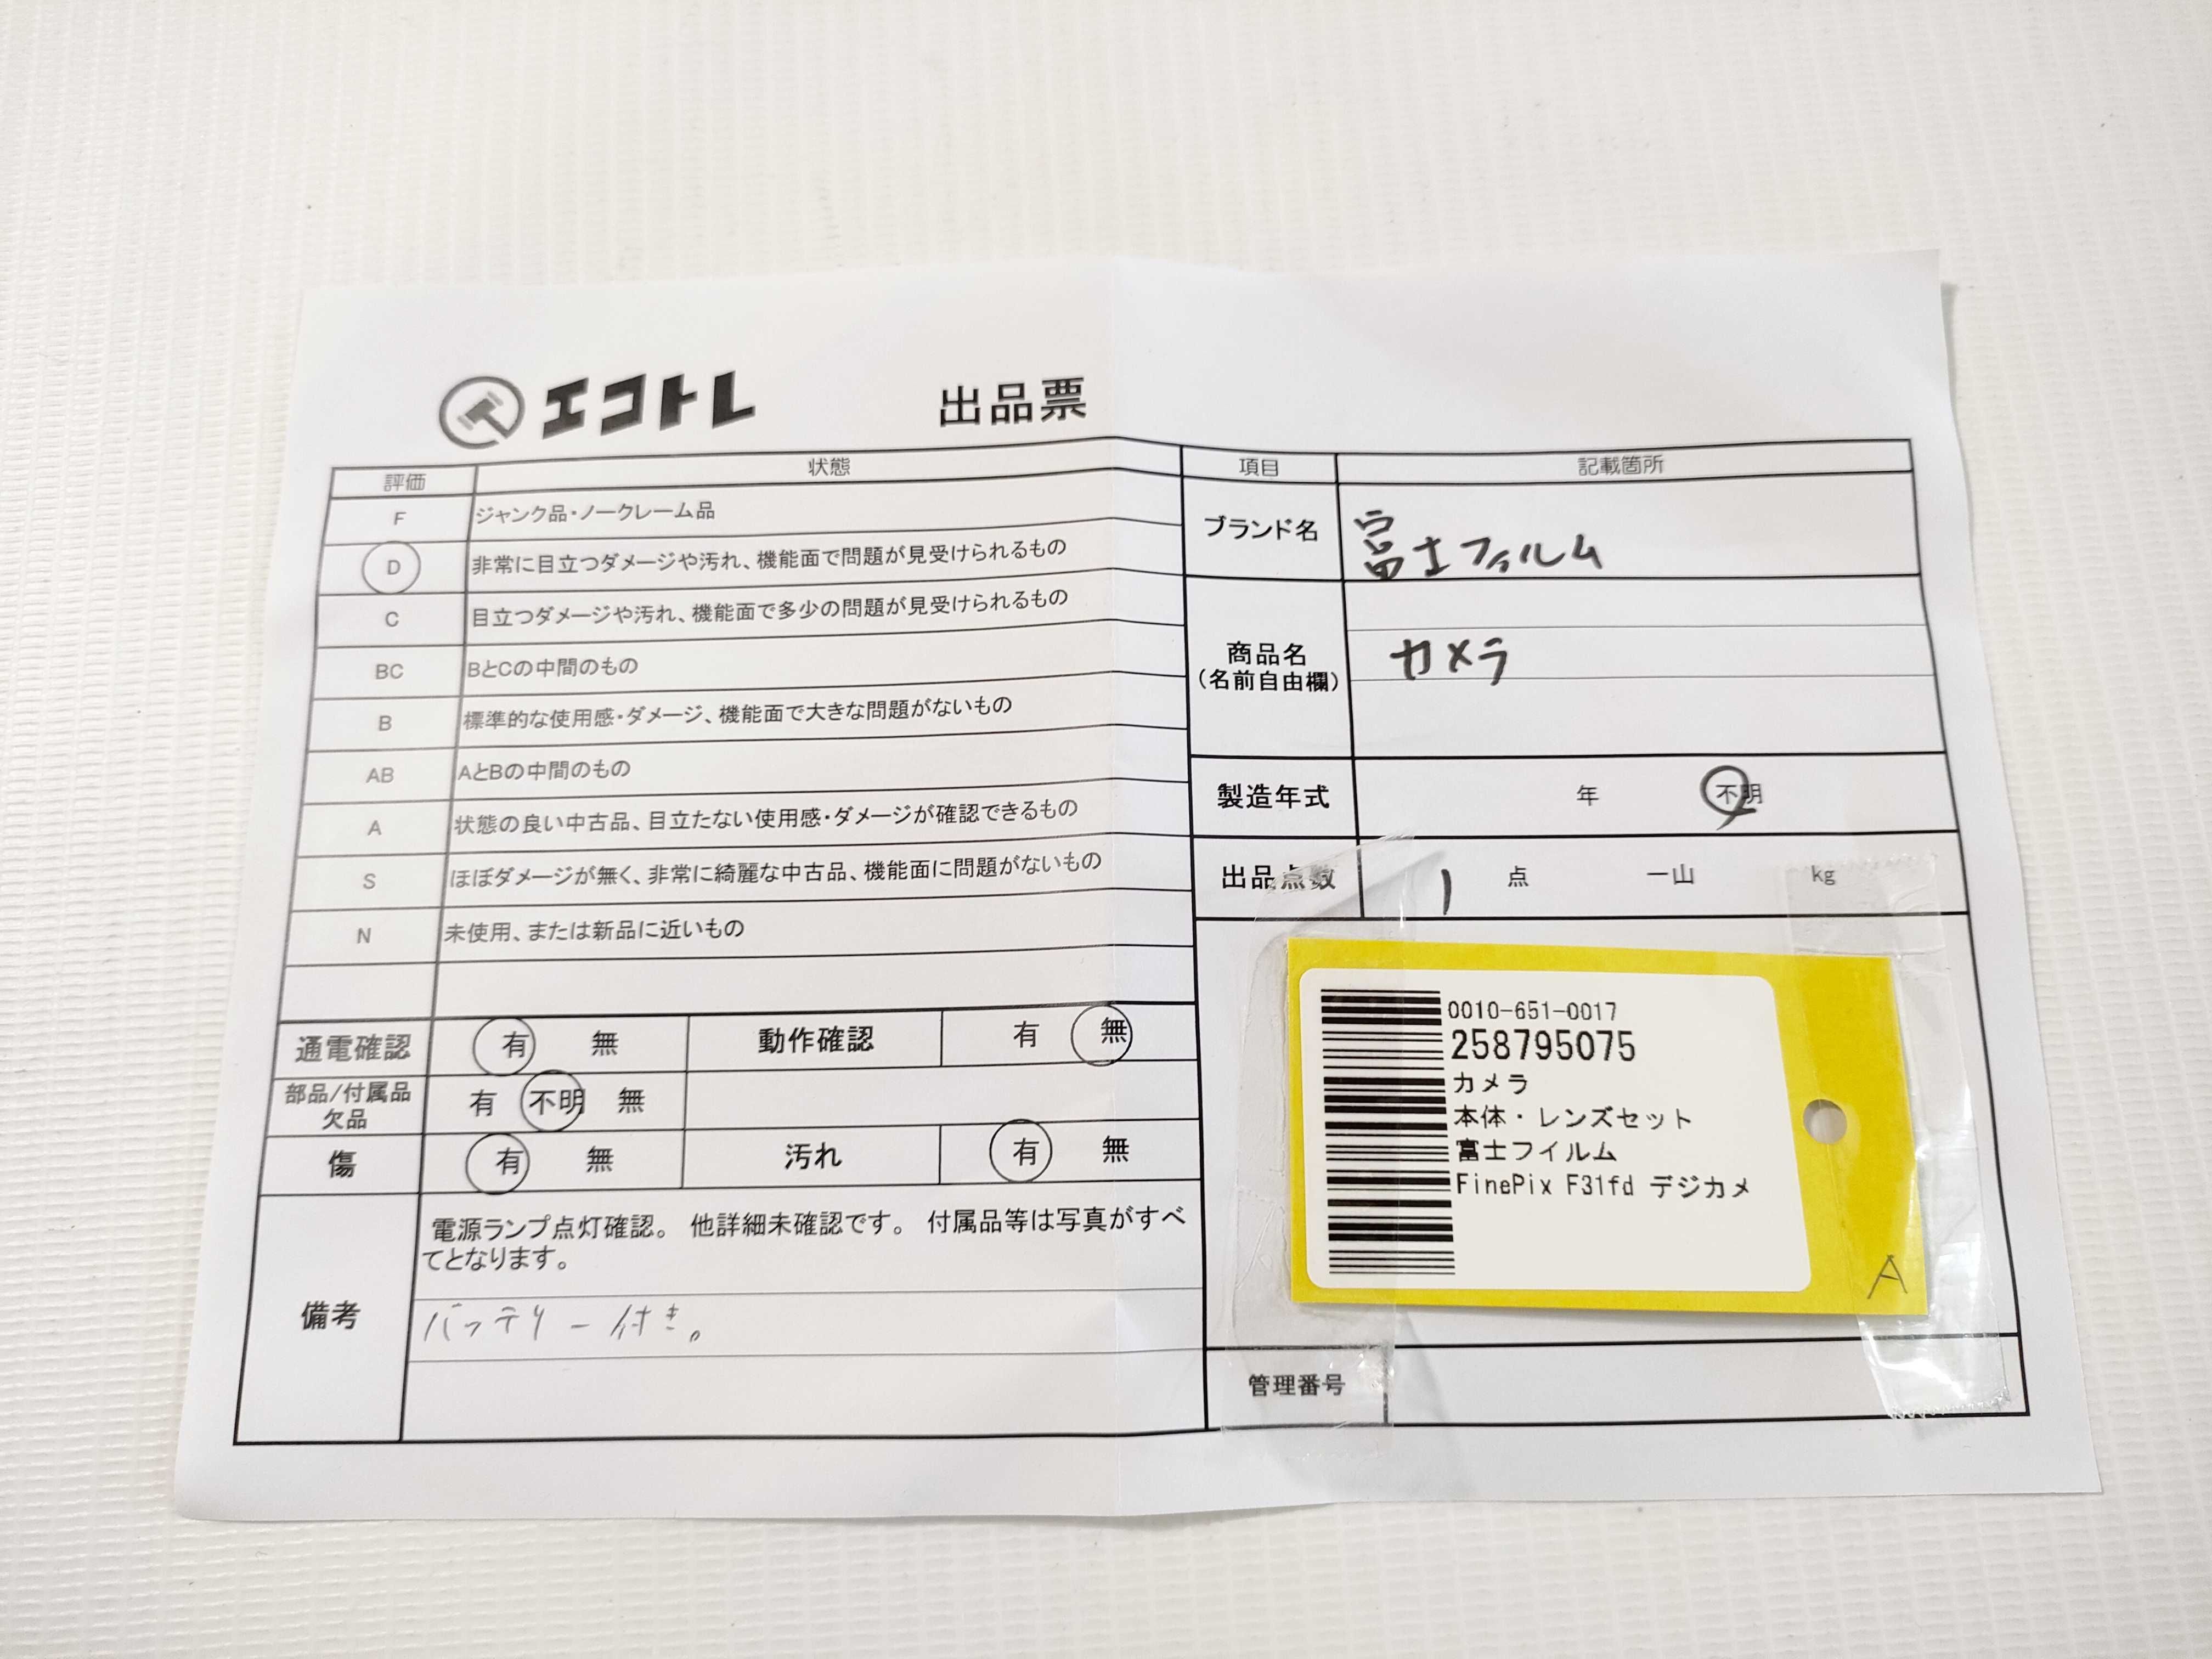 エコトレ 出品票
評価 状態
F ジャンク品・ノークレーム品
D 非常に目立つダメージや汚れ、機能面で問題が見受けられるもの
C 目立つダメージや汚れ、機能面で多少の問題が見受けられるもの
BC BとCの中間のもの
B 標準的な使用感・ダメージ、機能面で大きな問題がないもの
AB AとBの中間のもの
A 状態の良い中古品、目立たない使用感・ダメージが確認できるもの
S ほぼダメージが無く、非常に綺麗な中古品、機能面に問題がないもの
N 未使用、または新品に近いもの
通電確認 有 無 動作確認 有 無
部品/付属品 有 不明 無
欠品
傷 有 無 汚れ 有 無
備考
電源ランプ点灯確認。 他詳細未確認です。 付属品等は写真がすべ
てとなります。
バッテリー付き。
項目 記載箇所
ブランド名 富士フィルム
商品名 カメラ
(名前自由欄)
製造年式 年 不明
出品点数 1 点 一山 kg
0010-651-0017
258795075
カメラ
本体・レンズセット
富士フイルム
FinePix F31fd デジカメ
A
管理番号